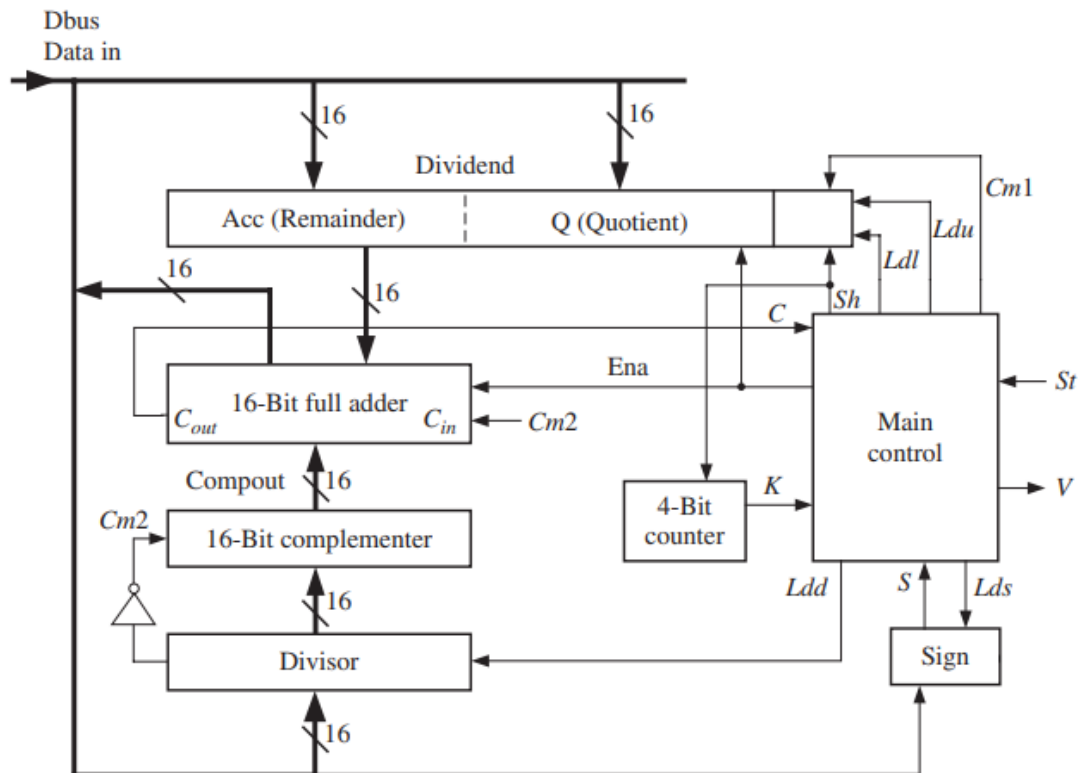 Dbus
Data in
16
16
Dividend
Cm1
Acc (Remainder)
Q (Quotient)
Ldu
Ldl
16
16
Sh
C
Ena
St
16-Bit full adder
C_out
C_in
Cm2
Main
control
Compout
16
K
V
4-Bit
counter
Cm2
16-Bit complementer
Ldd
S
Lds
16
Divisor
Sign
16